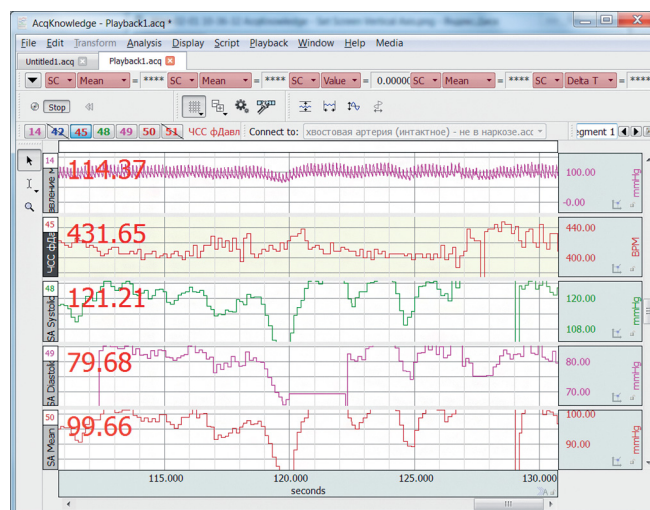 AcqKnowledge - Playback1.acq *
File Edit Transform Analysis Display Script Playback Window Help Media
Untitled1.acq Playback1.acq
SC Mean = **** SC Mean = **** SC Value = 0.0000 SC Mean = **** SC Delta T = ****
Stop
14 42 45 48 49 50 51 ЧСС фДавл Connect to: хвостовая артерия (интактное) - не в наркозе.acc egment 1
14
вление м
114.37
100.00
-0.00
mmHg
45
ЧСС фДа
431.65
440.00
400.00
BPM
48
SA Systolic
121.21
120.00
108.00
mmHg
49
SA Diastolic
79.68
80.00
70.00
mmHg
50
SA Mean
99.66
100.00
90.00
mmHg
115.000 120.000 125.000 130.000
seconds